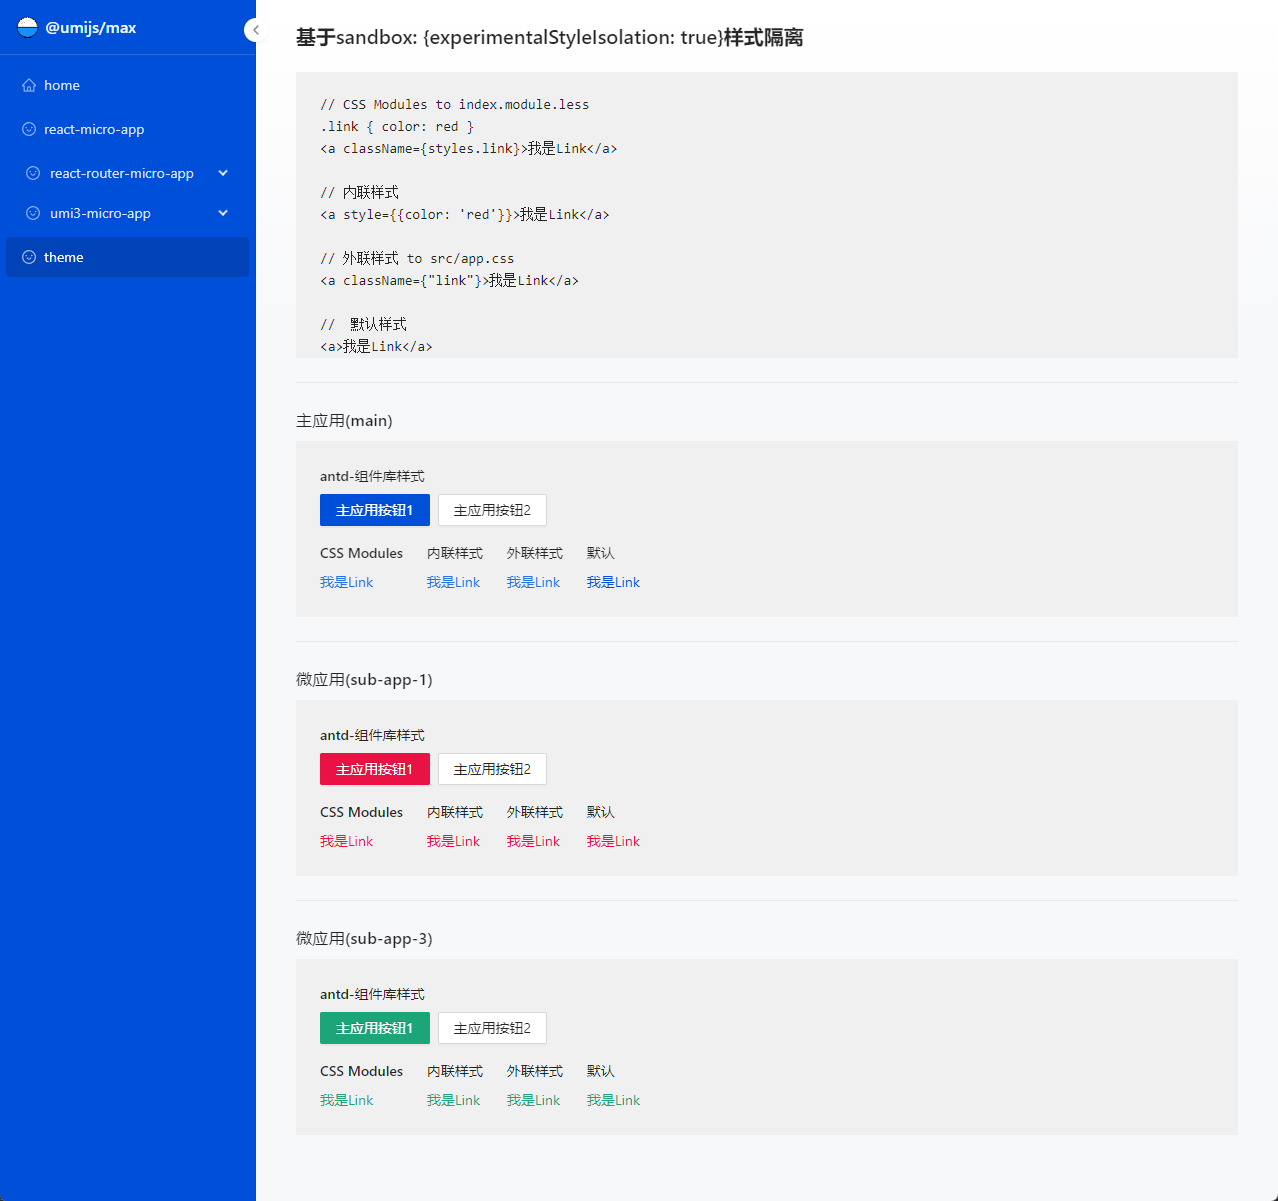 @umijs/max
home
react-micro-app
react-router-micro-app
umi3-micro-app
theme
基于sandbox: {experimentalStyleIsolation: true}样式隔离
// CSS Modules to index.module.less
.link { color: red }
<a className={styles.link}>我是Link</a>
// 内联样式
<a style={{color: 'red'}}>我是Link</a>
// 外联样式 to src/app.css
<a className={"link"}>我是Link</a>
//  默认样式
<a>我是Link</a>
主应用(main)
antd-组件库样式
主应用按钮1 主应用按钮2
CSS Modules 内联样式 外联样式 默认
我是Link 我是Link 我是Link 我是Link
微应用(sub-app-1)
antd-组件库样式
主应用按钮1 主应用按钮2
CSS Modules 内联样式 外联样式 默认
我是Link 我是Link 我是Link 我是Link
微应用(sub-app-3)
antd-组件库样式
主应用按钮1 主应用按钮2
CSS Modules 内联样式 外联样式 默认
我是Link 我是Link 我是Link 我是Link